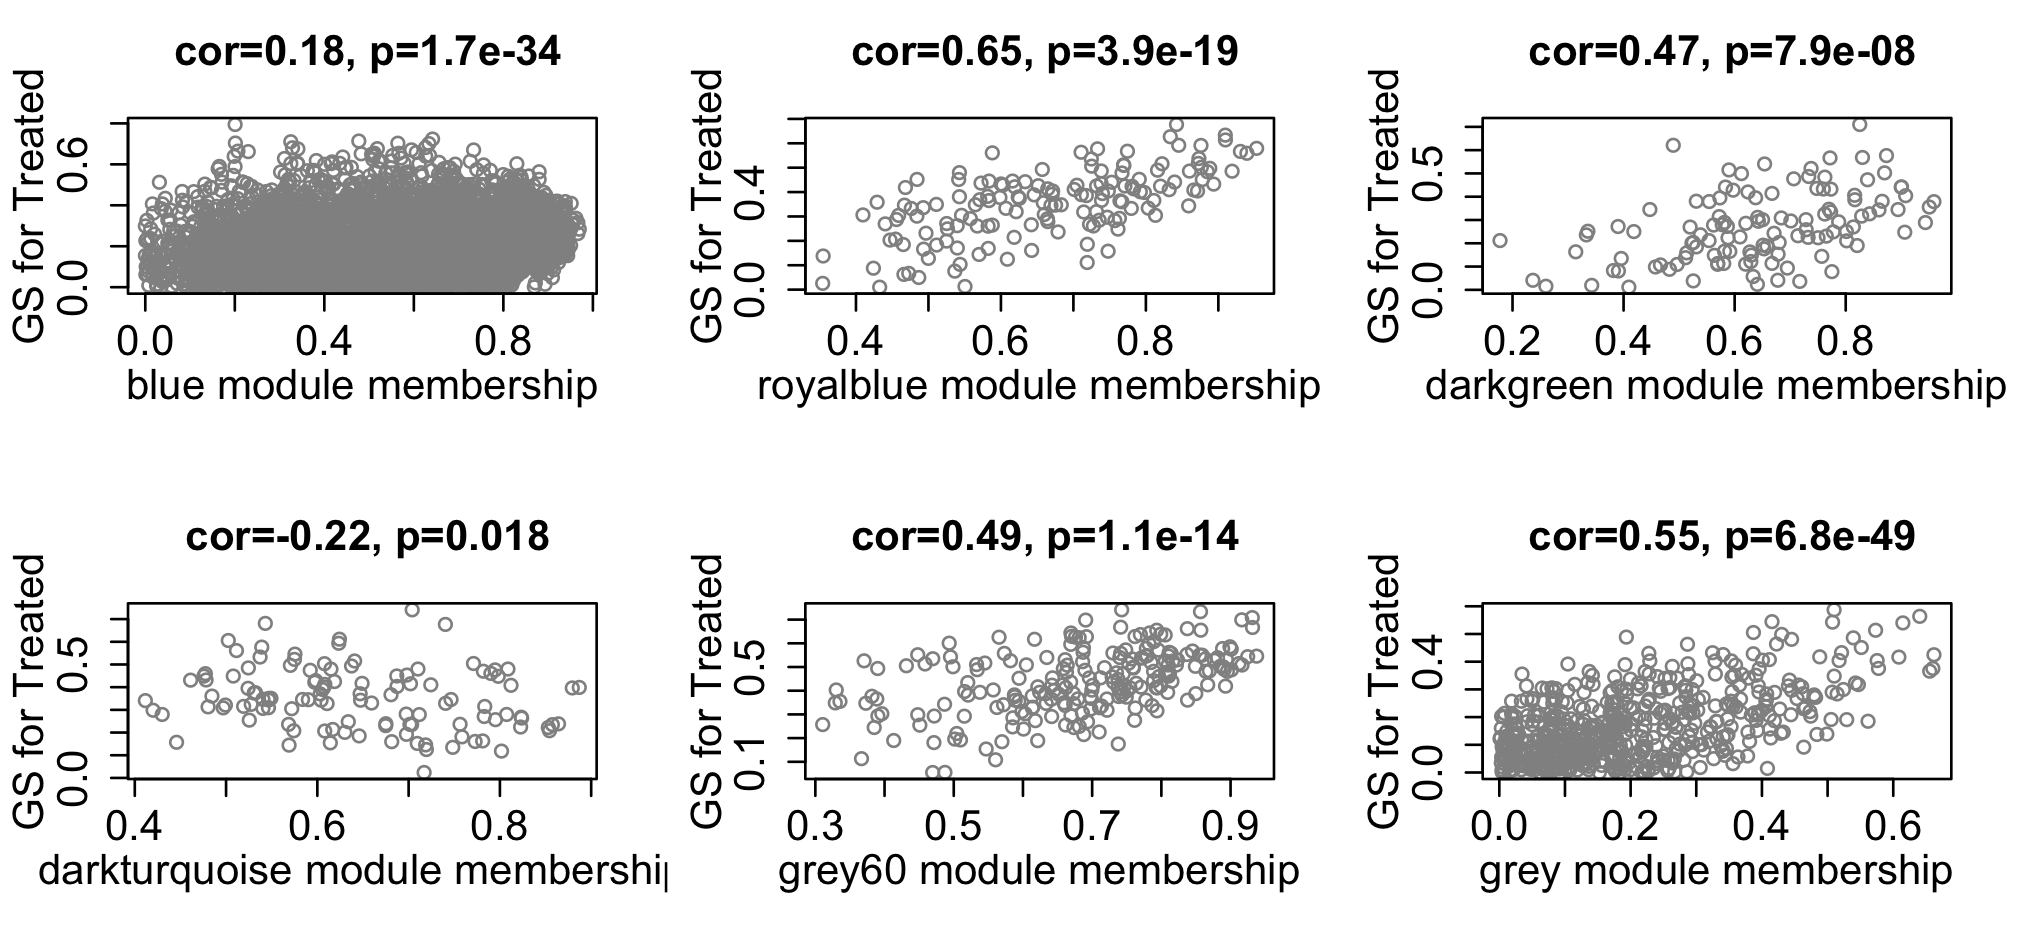 cor=0.18, p=1.7e-34
GS for Treated
0.0 0.6
0.0 0.4 0.8
blue module membership
cor=0.65, p=3.9e-19
GS for Treated
0.0 0.4
0.4 0.6 0.8
royalblue module membership
cor=0.47, p=7.9e-08
GS for Treated
0.0 0.5
0.2 0.4 0.6 0.8
darkgreen module membership
cor=-0.22, p=0.018
GS for Treated
0.0 0.5
0.4 0.6 0.8
darkturquoise module membership
cor=0.49, p=1.1e-14
GS for Treated
0.1 0.5
0.3 0.5 0.7 0.9
grey60 module membership
cor=0.55, p=6.8e-49
GS for Treated
0.0 0.4
0.0 0.2 0.4 0.6
grey module membership